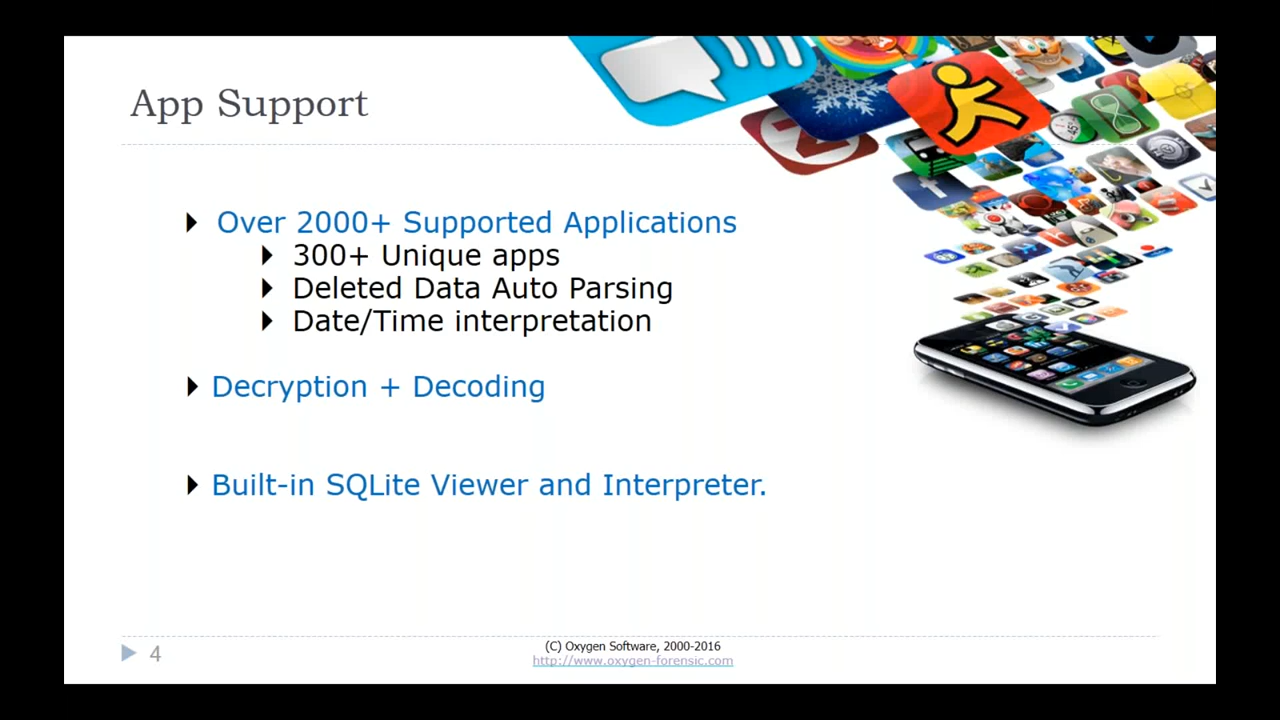 App Support
Over 2000+ Supported Applications
300+ Unique apps
Deleted Data Auto Parsing
Date/Time interpretation
Decryption + Decoding
Built-in SQLite Viewer and Interpreter.
4
(C) Oxygen Software, 2000-2016
http://www.oxygen-forensic.com